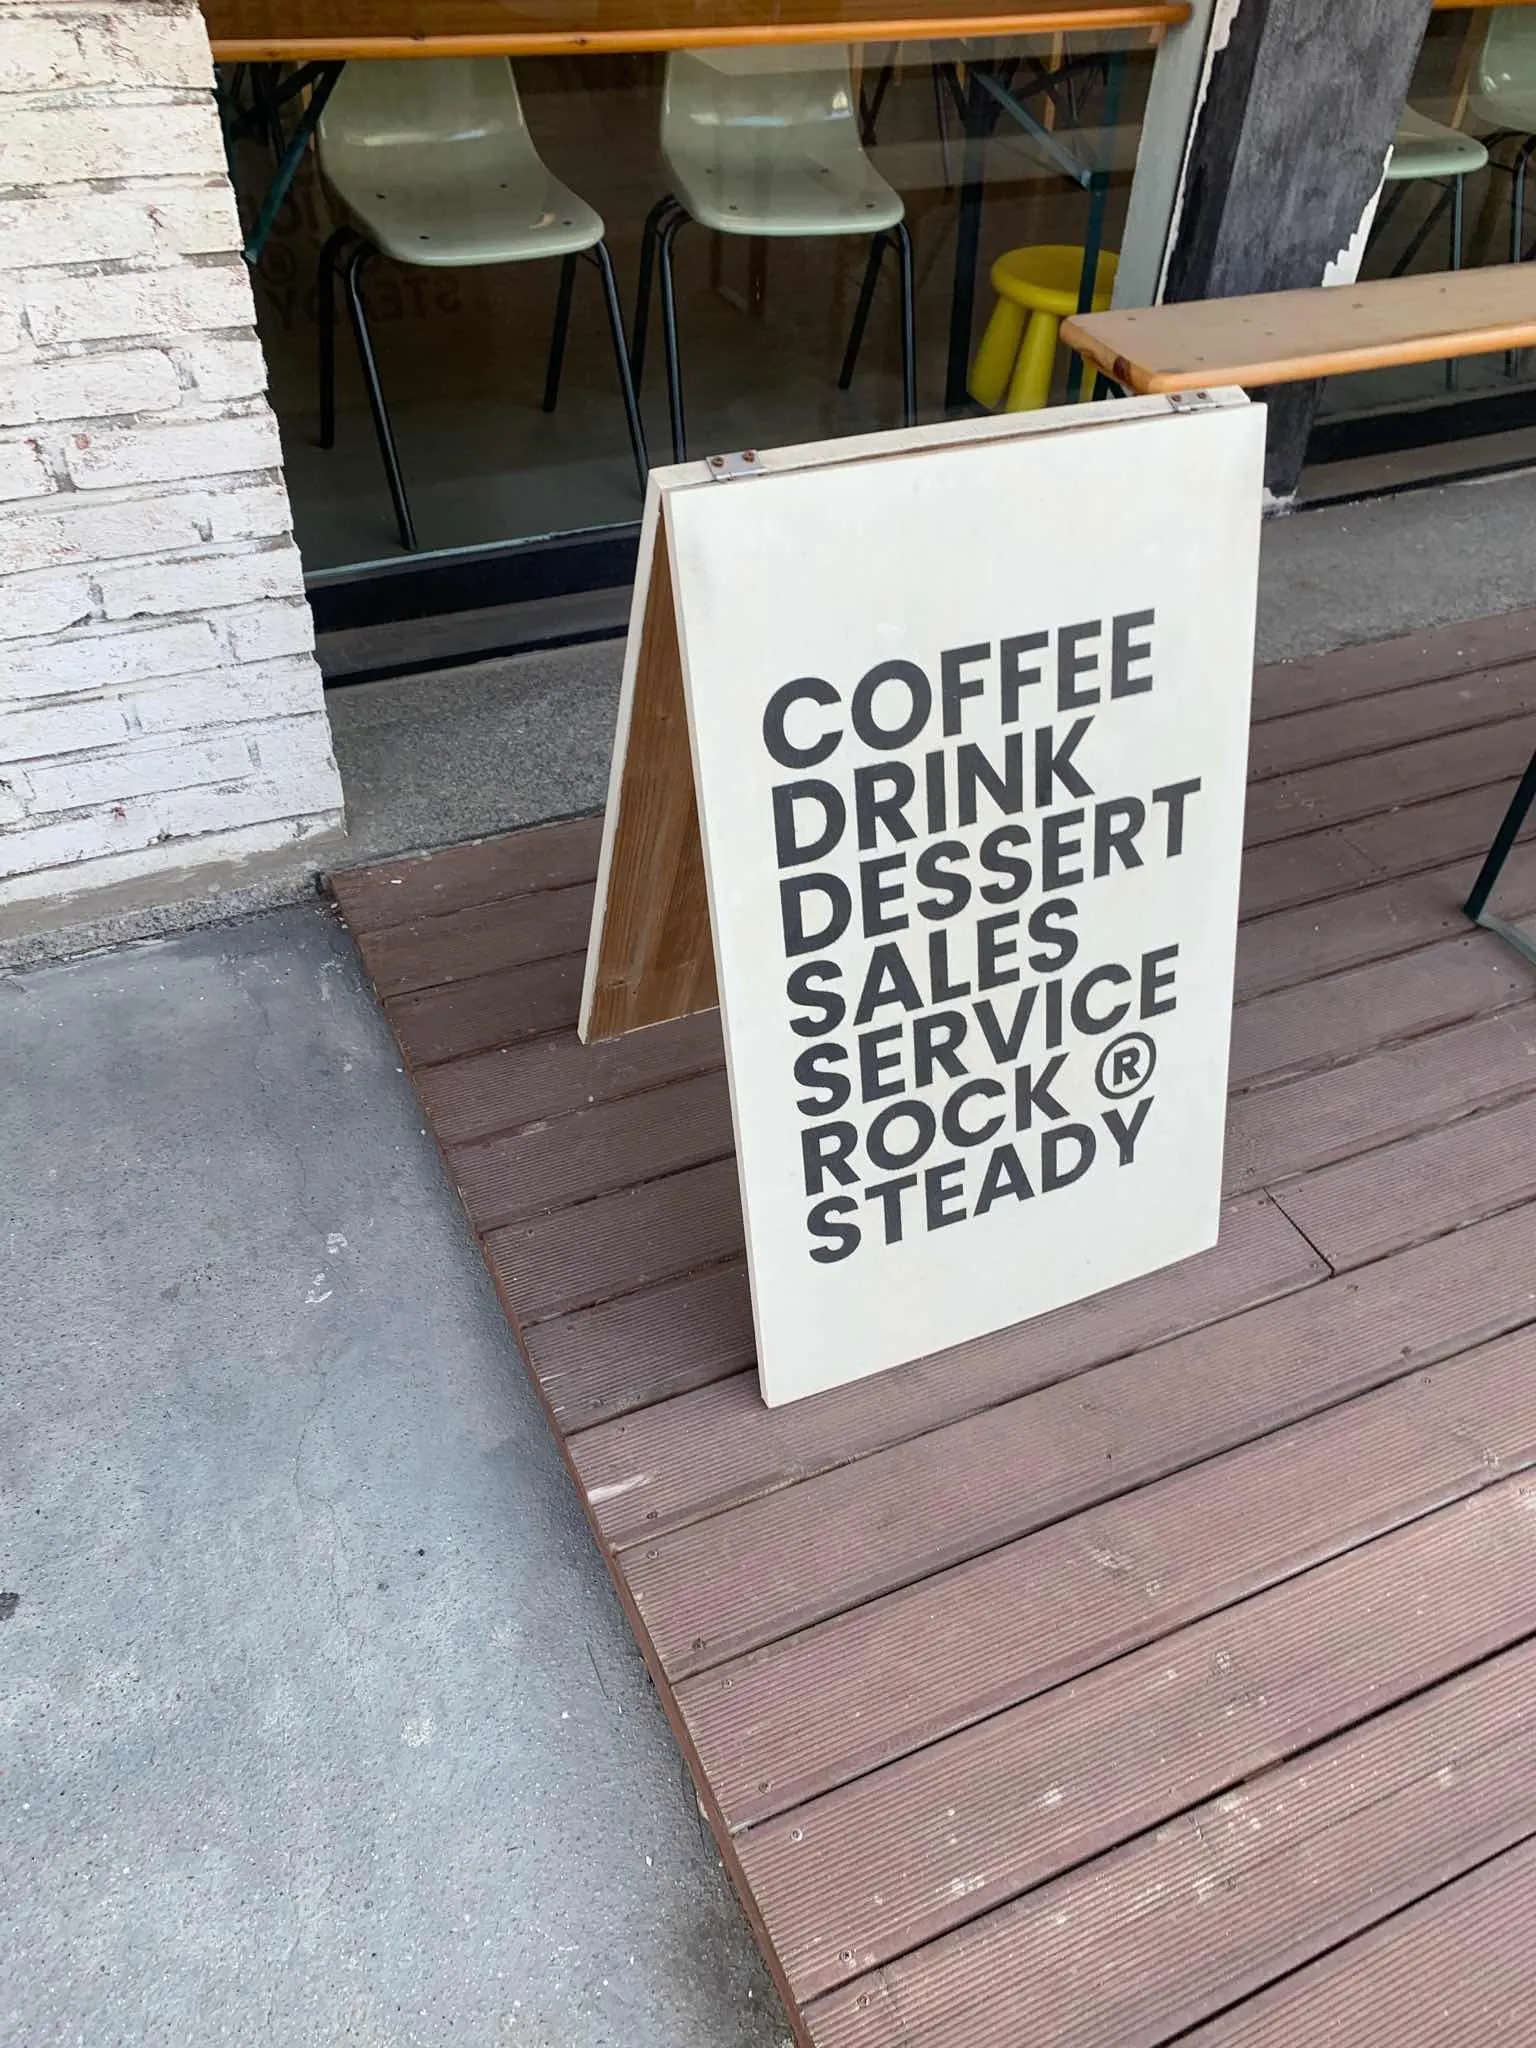 COFFEE
DRINK
DESSERT
SALES
SERVICE
ROCK ®
STEADY